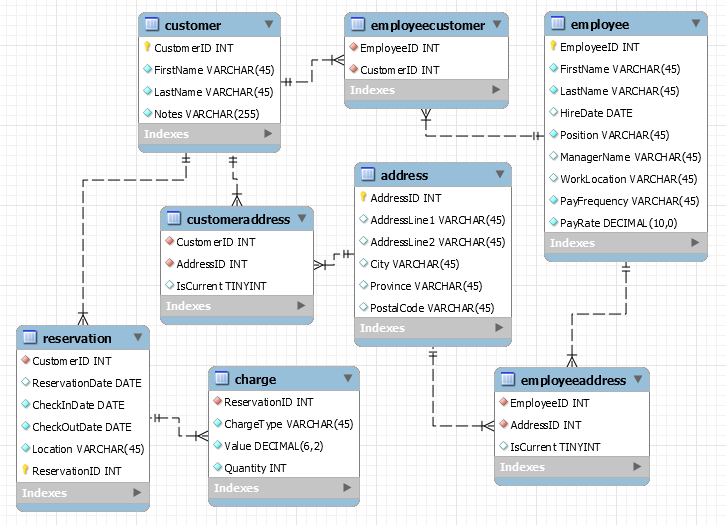 customer
CustomerID INT
FirstName VARCHAR(45)
LastName VARCHAR(45)
Notes VARCHAR(255)
Indexes
employeecustomer
EmployeeID INT
CustomerID INT
Indexes
employee
EmployeeID INT
FirstName VARCHAR(45)
LastName VARCHAR(45)
HireDate DATE
Position VARCHAR(45)
ManagerName VARCHAR(45)
WorkLocation VARCHAR(45)
PayFrequency VARCHAR(45)
PayRate DECIMAL(10,0)
Indexes
address
AddressID INT
AddressLine1 VARCHAR(45)
AddressLine2 VARCHAR(45)
City VARCHAR(45)
Province VARCHAR(45)
PostalCode VARCHAR(45)
Indexes
customeraddress
CustomerID INT
AddressID INT
IsCurrent TINYINT
Indexes
reservation
CustomerID INT
ReservationDate DATE
CheckInDate DATE
CheckOutDate DATE
Location VARCHAR(45)
ReservationID INT
Indexes
charge
ReservationID INT
ChargeType VARCHAR(45)
Value DECIMAL(6,2)
Quantity INT
Indexes
employeeaddress
EmployeeID INT
AddressID INT
IsCurrent TINYINT
Indexes